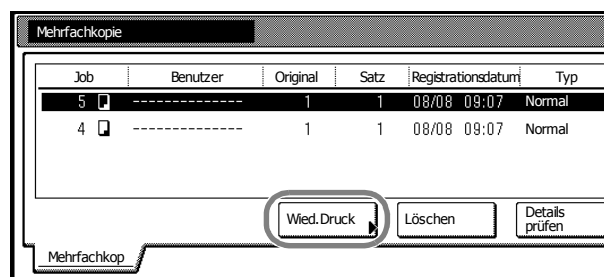 Mehrfachkopie
Job Benutzer Original Satz Registrationsdatum Typ
5 -------------- 1 1 08/08 09:07 Normal
4 -------------- 1 1 08/08 09:07 Normal
Wied.Druck Löschen Details prüfen
Mehrfachkop